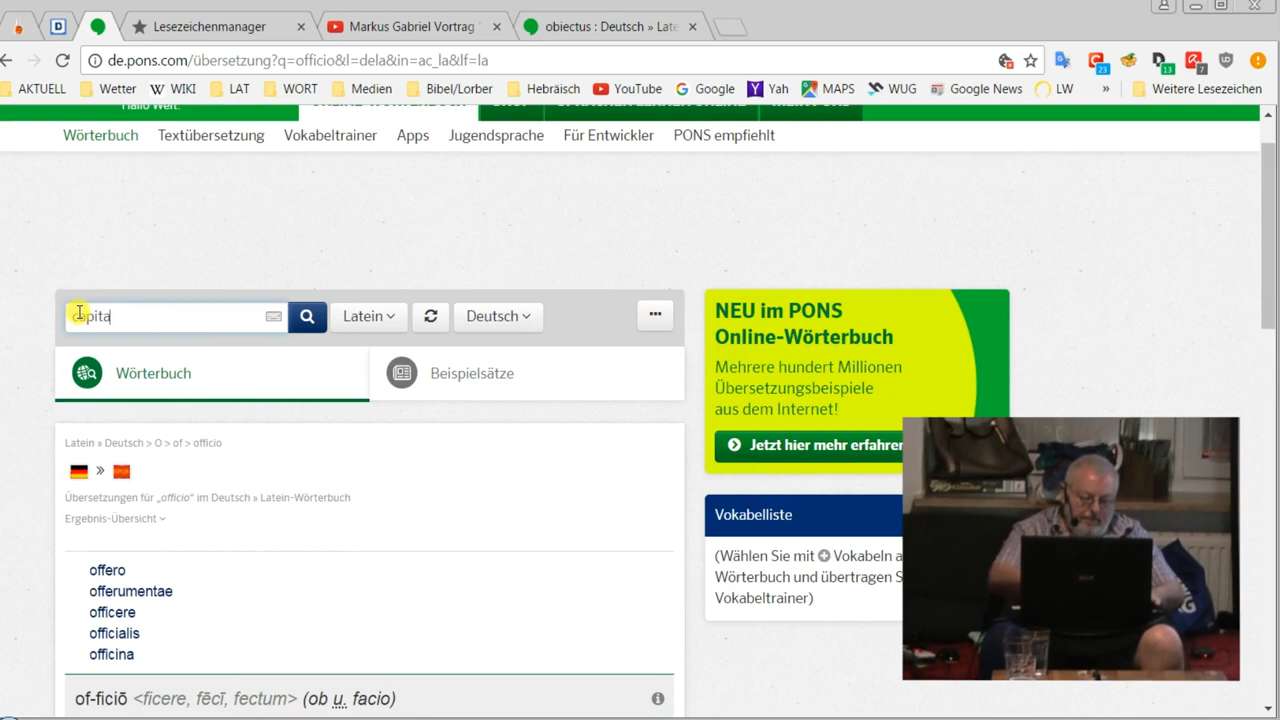 Lesezeichenmanager
Markus Gabriel Vortrag "
obiectus : Deutsch » Late
de.pons.com/übersetzung?q=officio&l=dela&in=ac_la&lf=la
AKTUELL Wetter WIKI WORT LAT Medien Bibel/Lorber Hebräisch YouTube Google Yah MAPS WUG Google News LW » Weitere Lesezeichen
Hallo Welt.
Wörterbuch Textübersetzung Vokabeltrainer Apps Jugendsprache Für Entwickler PONS empfiehlt
capita
Latein Deutsch
Wörterbuch Beispielsätze
NEU im PONS
Online-Wörterbuch
Mehrere hundert Millionen
Übersetzungsbeispiele
aus dem Internet!
Jetzt hier mehr erfahren
Latein » Deutsch > O > of > officio
»
Übersetzungen für „officio" im Deutsch » Latein-Wörterbuch
Ergebnis-Übersicht
Vokabelliste
(Wählen Sie mit Vokabeln a
Wörterbuch und übertragen S
Vokabeltrainer)
offero
offerumentae
officere
officialis
officina
of-ficiō <ficere, fēcī, fectum> (ob u. facio)